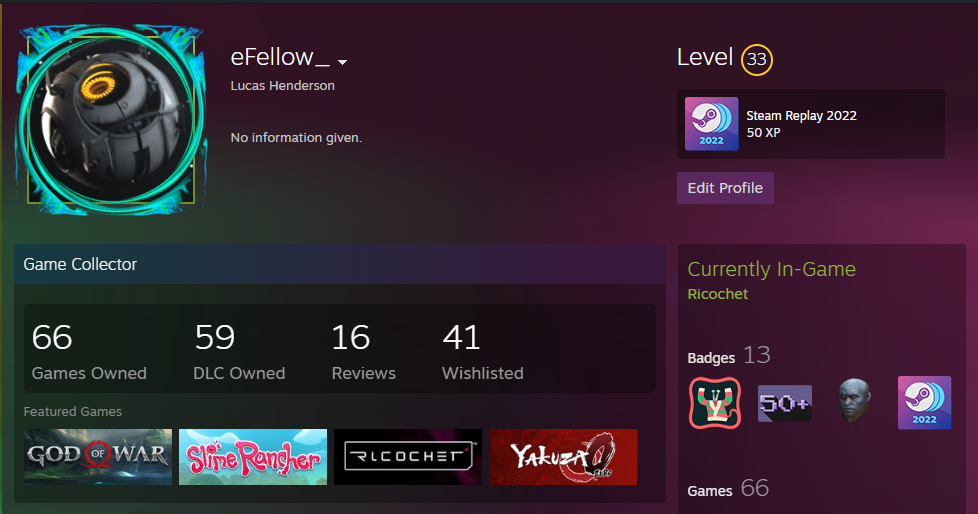 eFellow_
Lucas Henderson
No information given.
Level 33
2022
Steam Replay 2022
50 XP
Edit Profile
Game Collector
66
Games Owned
59
DLC Owned
16
Reviews
41
Wishlisted
Featured Games
GOD OF WAR
Slime Rancher
RICOCHET
YAKUZA 0
Currently In-Game
Ricochet
Badges 13
50+
2022
Games 66